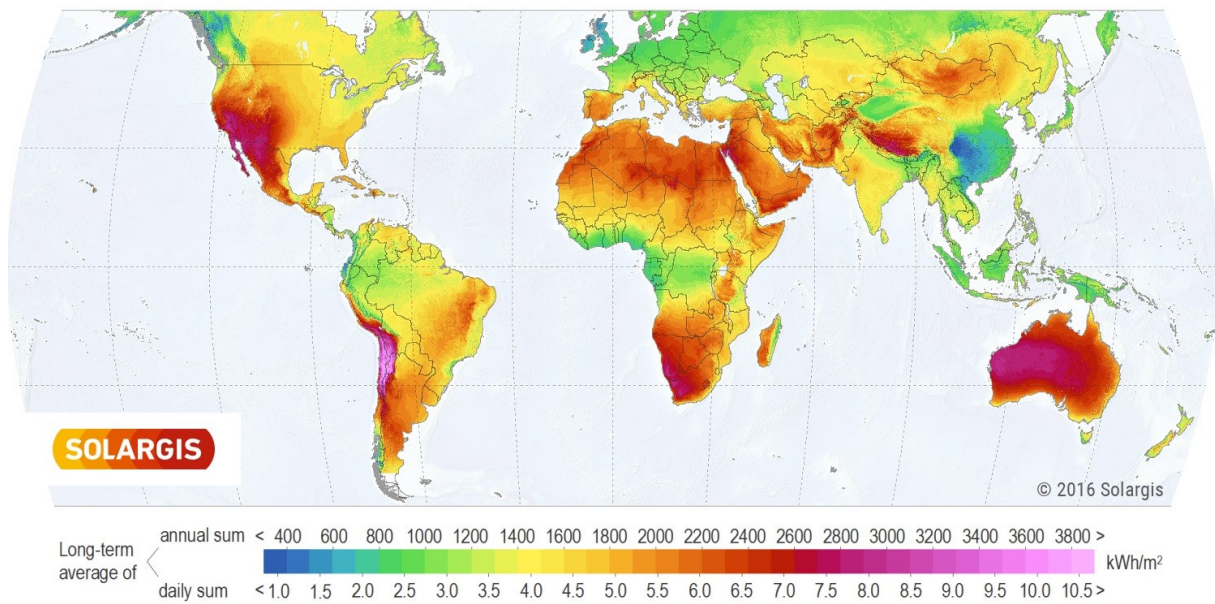 SOLARGIS
© 2016 Solargis
annual sum < 400 600 800 1000 1200 1400 1600 1800 2000 2200 2400 2600 2800 3000 3200 3400 3600 3800 >
Long-term
average of
kWh/m²
daily sum < 1.0 1.5 2.0 2.5 3.0 3.5 4.0 4.5 5.0 5.5 6.0 6.5 7.0 7.5 8.0 8.5 9.0 9.5 10.0 10.5 >